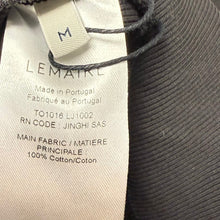 M
LEMAIRE
Made in Portugal
Fabriqué au Portugal
TO1016 LJ1002
RN CODE : JINGHI SAS
MAIN FABRIC / MATIERE
PRINCIPALE :
100% Cotton/Coton